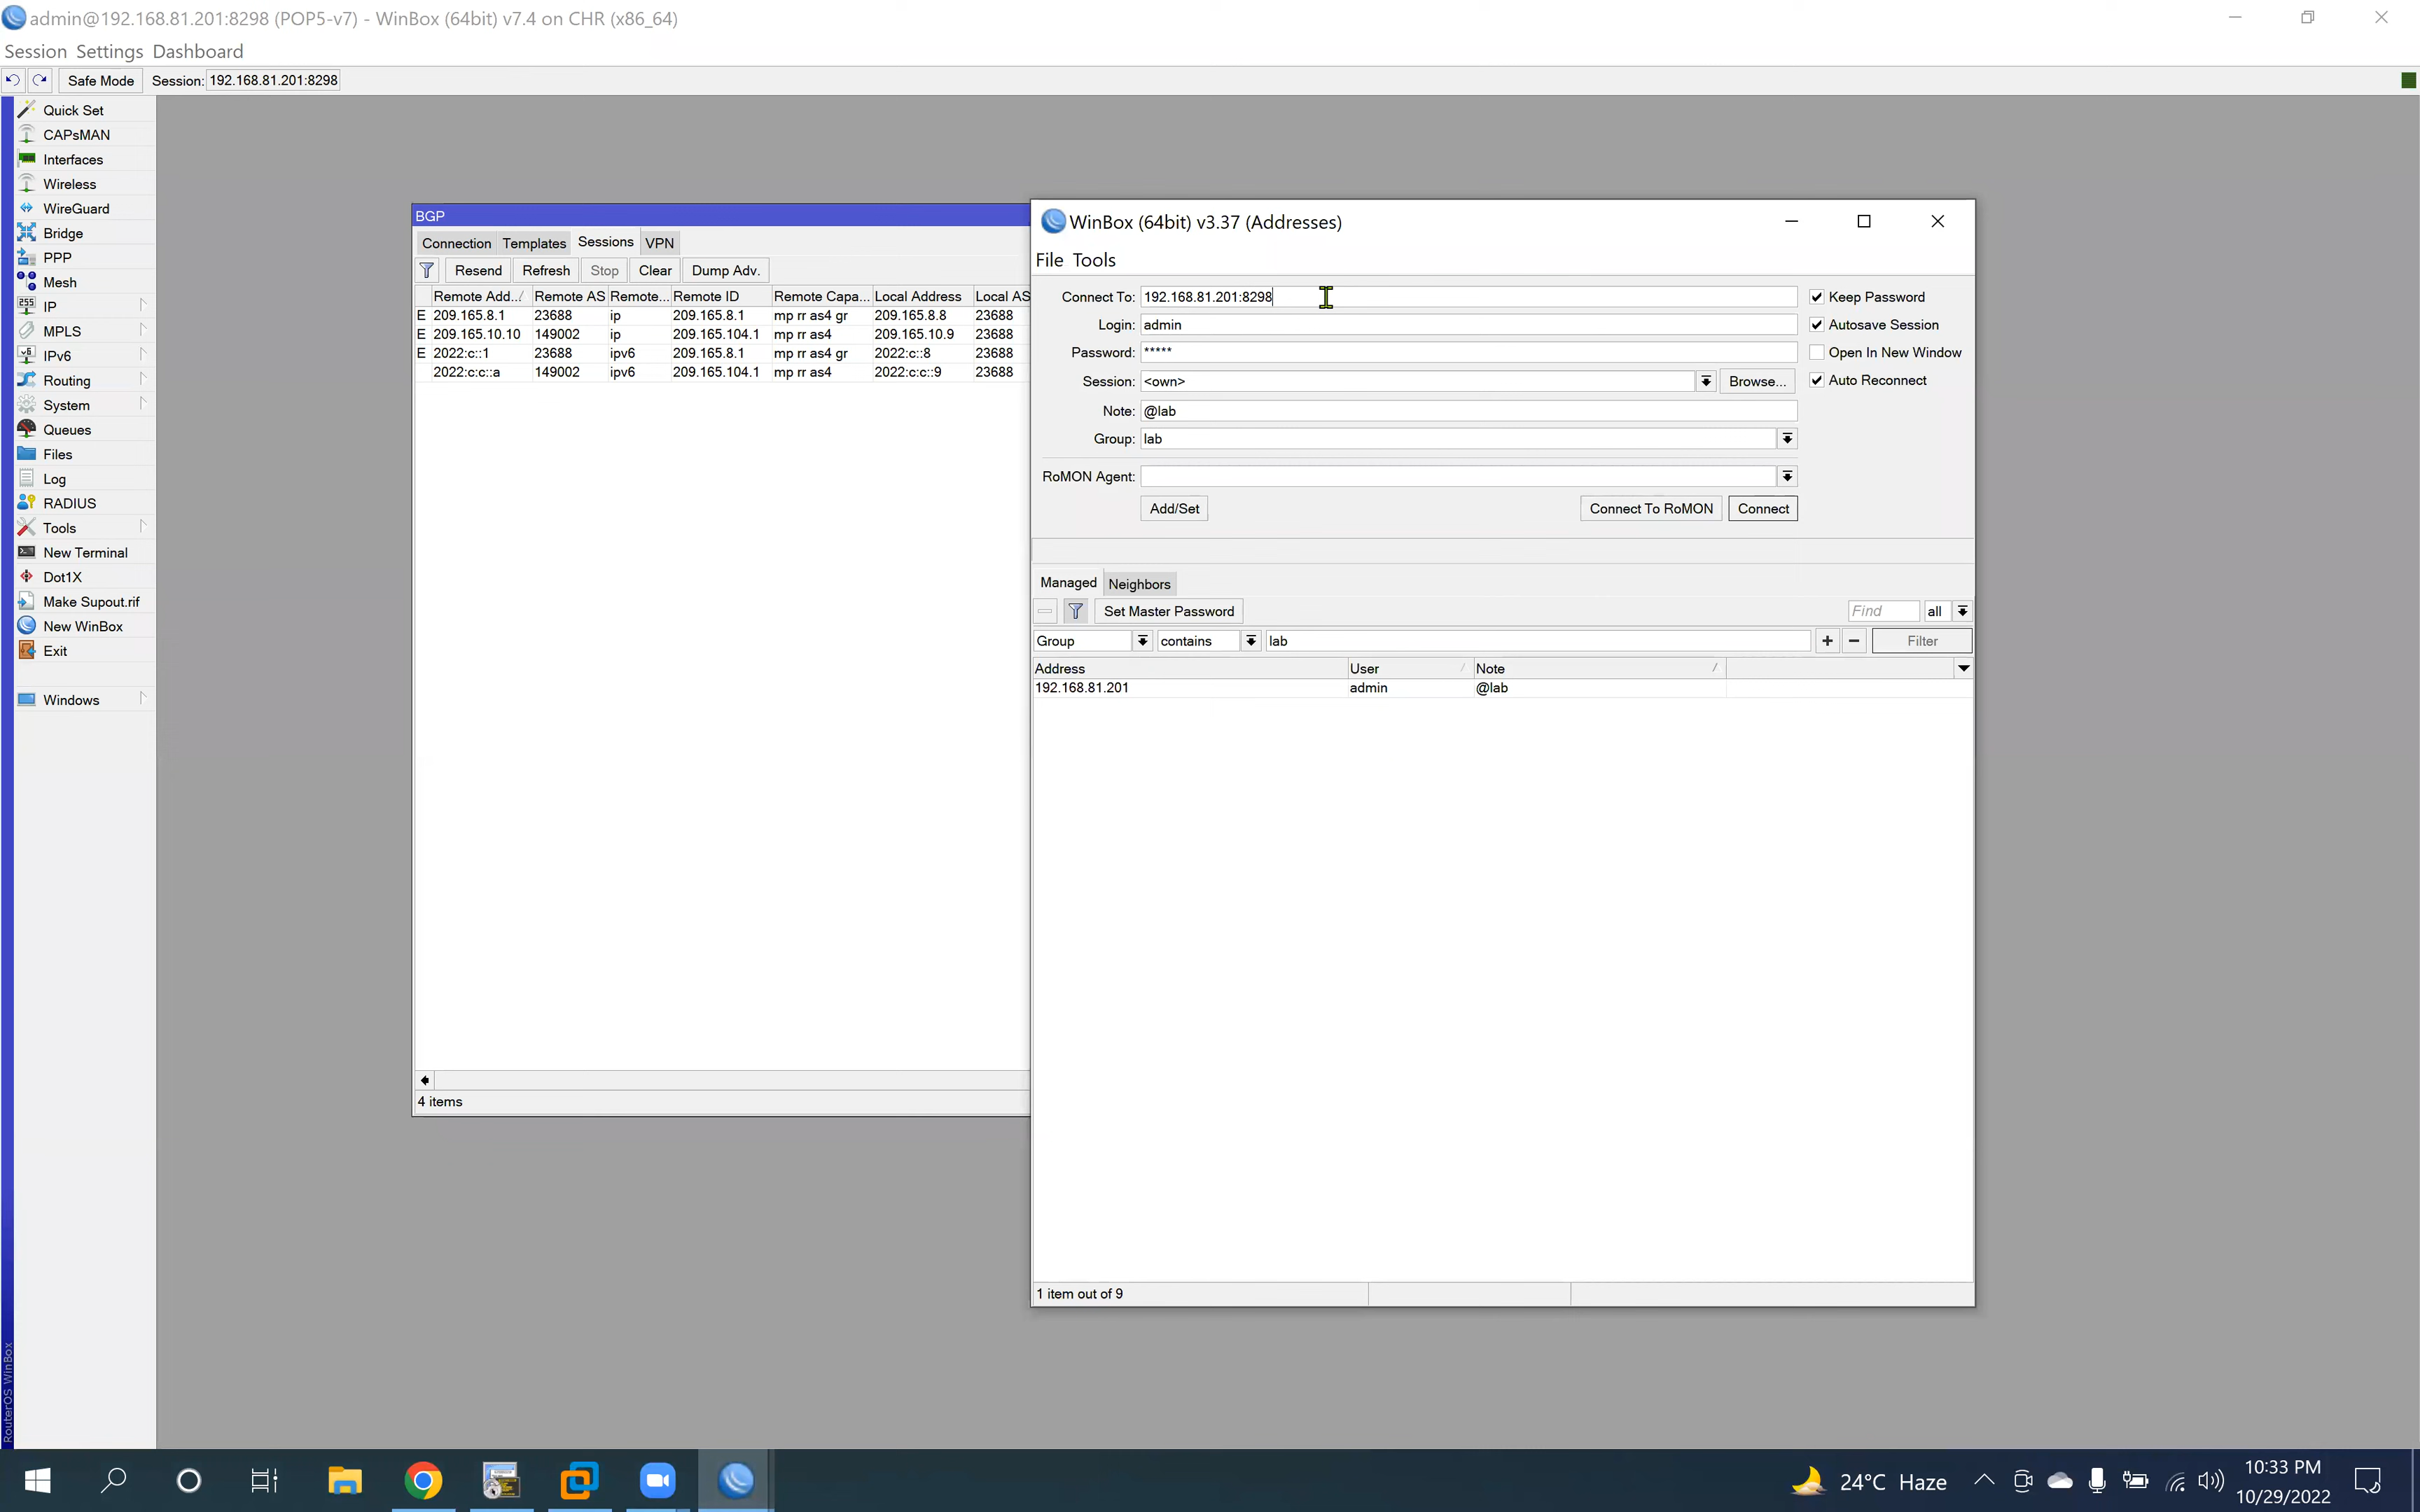 admin@192.168.81.201:8298 (POP5-v7) - WinBox (64bit) v7.4 on CHR (x86_64)
Session Settings Dashboard
Safe Mode Session: 192.168.81.201:8298
Quick Set
CAPsMAN
Interfaces
Wireless
WireGuard
Bridge
PPP
Mesh
IP
MPLS
IPv6
Routing
System
Queues
Files
Log
RADIUS
Tools
New Terminal
Dot1X
Make Supout.rif
New WinBox
Exit
Windows
RouterOS WinBox
BGP
Connection Templates Sessions VPN
Resend Refresh Stop Clear Dump Adv.
Remote Add... Remote AS Remote... Remote ID Remote Capa... Local Address Local AS
E 209.165.8.1 23688 ip 209.165.8.1 mp rr as4 gr 209.165.8.8 23688
E 209.165.10.10 149002 ip 209.165.104.1 mp rr as4 209.165.10.9 23688
E 2022:c::1 23688 ipv6 209.165.8.1 mp rr as4 gr 2022:c::8 23688
2022:c:c::a 149002 ipv6 209.165.104.1 mp rr as4 2022:c:c::9 23688
4 items
WinBox (64bit) v3.37 (Addresses)
File Tools
Connect To: 192.168.81.201:8298 Keep Password
Login: admin Autosave Session
Password: ***** Open In New Window
Session: <own> Browse... Auto Reconnect
Note: @lab
Group: lab
RoMON Agent:
Add/Set Connect To RoMON Connect
Managed Neighbors
Set Master Password Find all
Group contains lab + − Filter
Address User Note
192.168.81.201 admin @lab
1 item out of 9
24°C Haze
10:33 PM
10/29/2022